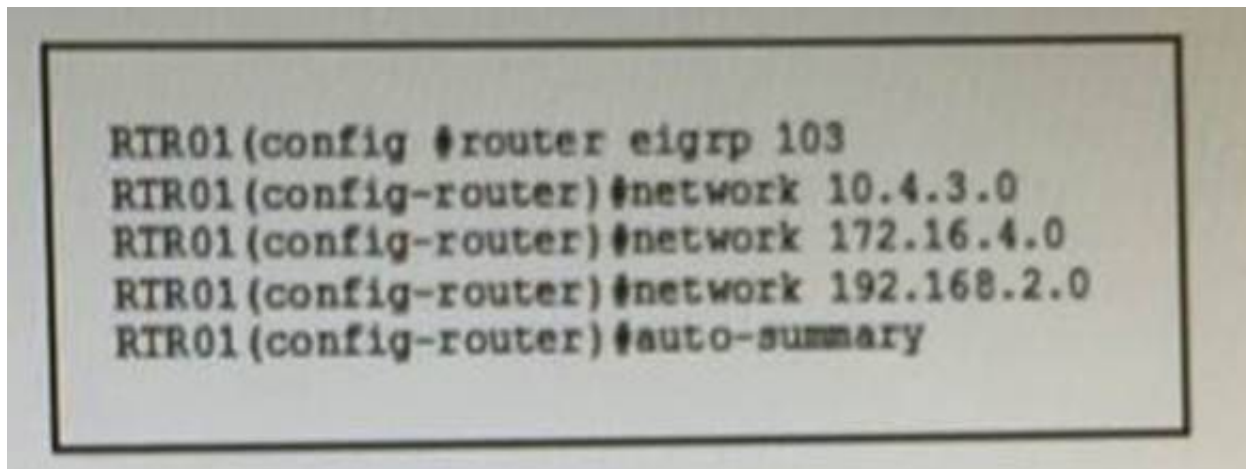 RTR01(config #router eigrp 103
RTR01(config-router)#network 10.4.3.0
RTR01(config-router)#network 172.16.4.0
RTR01(config-router)#network 192.168.2.0
RTR01(config-router)#auto-summary